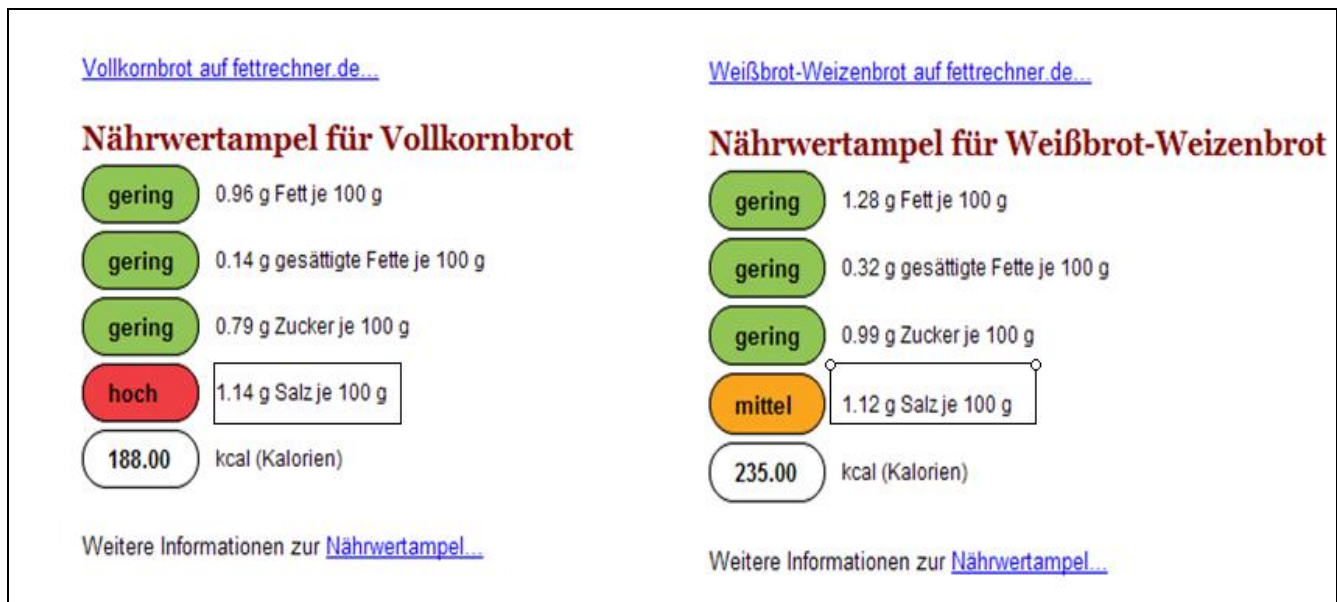 Vollkornbrot auf fettrechner.de...
Nährwertampel für Vollkornbrot
gering 0.96 g Fett je 100 g
gering 0.14 g gesättigte Fette je 100 g
gering 0.79 g Zucker je 100 g
hoch 1.14 g Salz je 100 g
188.00 kcal (Kalorien)
Weitere Informationen zur Nährwertampel...
Weißbrot-Weizenbrot auf fettrechner.de...
Nährwertampel für Weißbrot-Weizenbrot
gering 1.28 g Fett je 100 g
gering 0.32 g gesättigte Fette je 100 g
gering 0.99 g Zucker je 100 g
mittel 1.12 g Salz je 100 g
235.00 kcal (Kalorien)
Weitere Informationen zur Nährwertampel...